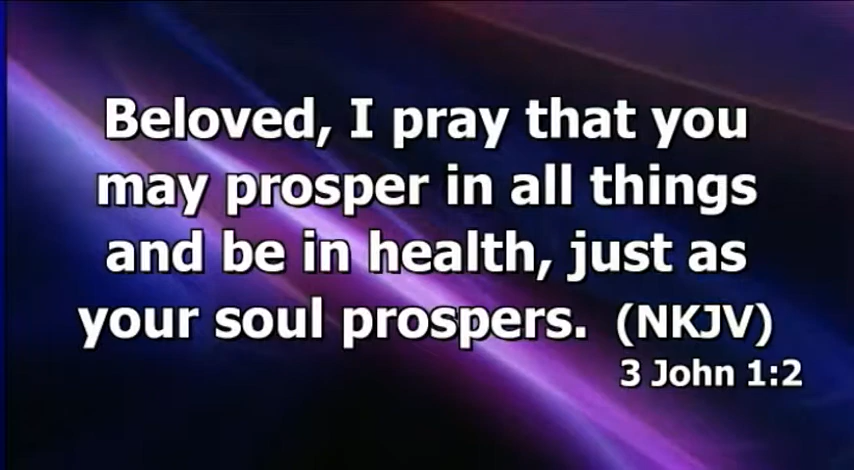 Beloved, I pray that you
may prosper in all things
and be in health, just as
your soul prospers. (NKJV)
3 John 1:2